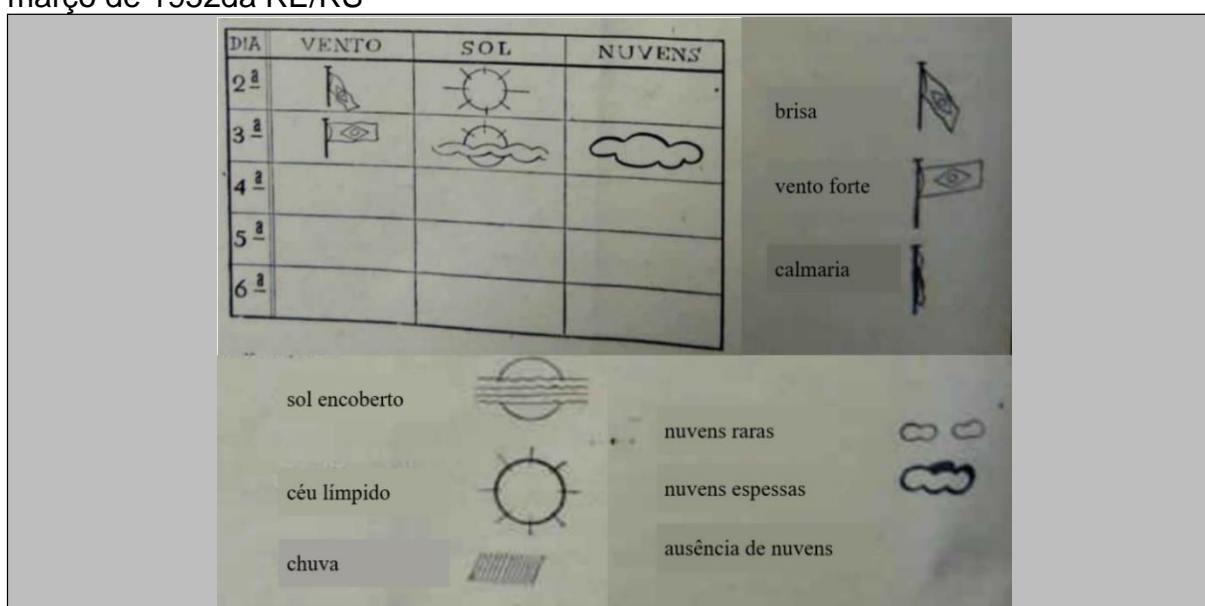 março de 1952da RE/RS
DIA VENTO SOL NUVENS
2ª
3ª
4ª
5ª
6ª
brisa
vento forte
calmaria
sol encoberto
céu límpido
chuva
nuvens raras
nuvens espessas
ausência de nuvens